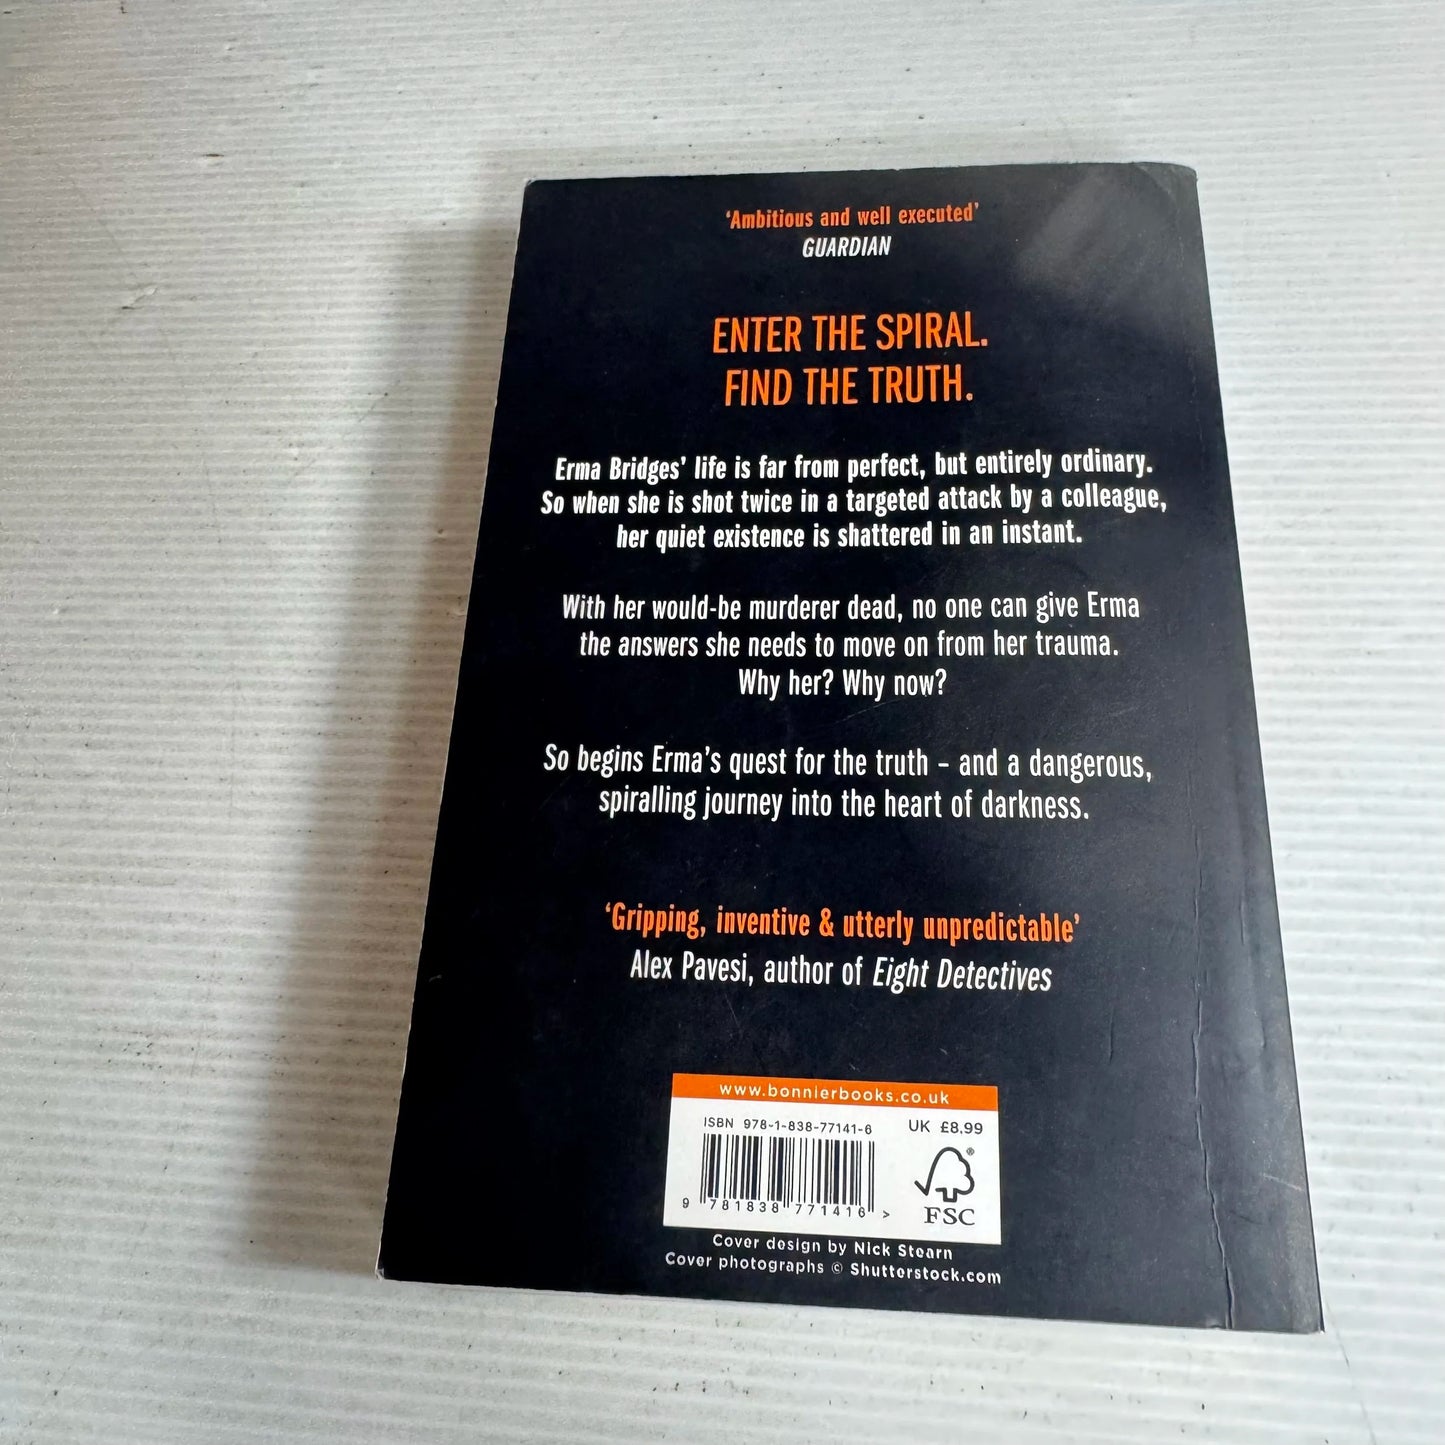 ‘Ambitious and well executed’
GUARDIAN
ENTER THE SPIRAL.
FIND THE TRUTH.
Erma Bridges’ life is far from perfect, but entirely ordinary.
So when she is shot twice in a targeted attack by a colleague,
her quiet existence is shattered in an instant.
With her would-be murderer dead, no one can give Erma
the answers she needs to move on from her trauma.
Why her? Why now?
So begins Erma’s quest for the truth – and a dangerous,
spiralling journey into the heart of darkness.
‘Gripping, inventive & utterly unpredictable’
Alex Pavesi, author of Eight Detectives
www.bonnierbooks.co.uk
ISBN 978-1-838-77141-6 UK £8.99
9 781838 771416 >
FSC®
Cover design by Nick Stearn
Cover photographs © Shutterstock.com